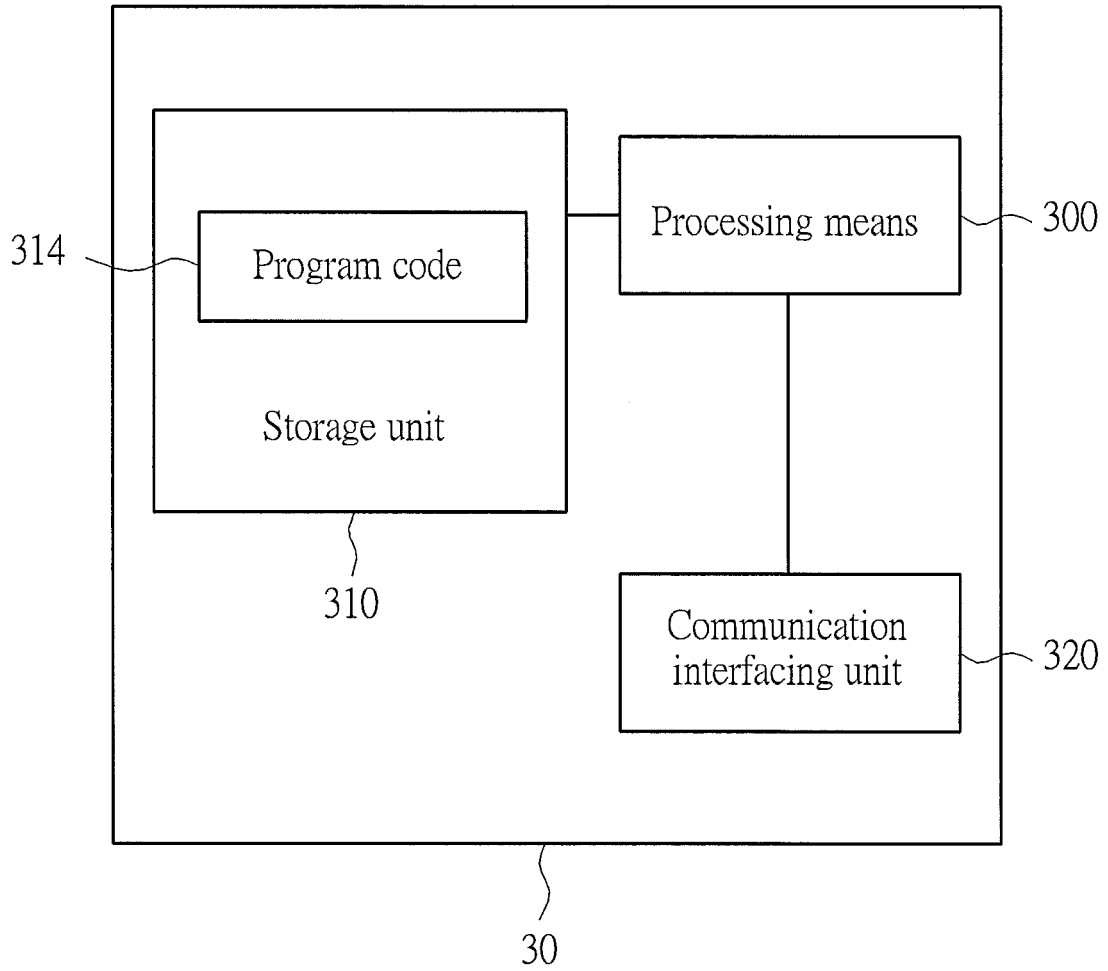 314
Program code
Storage unit
310
Processing means
300
Communication
interfacing unit
320
30